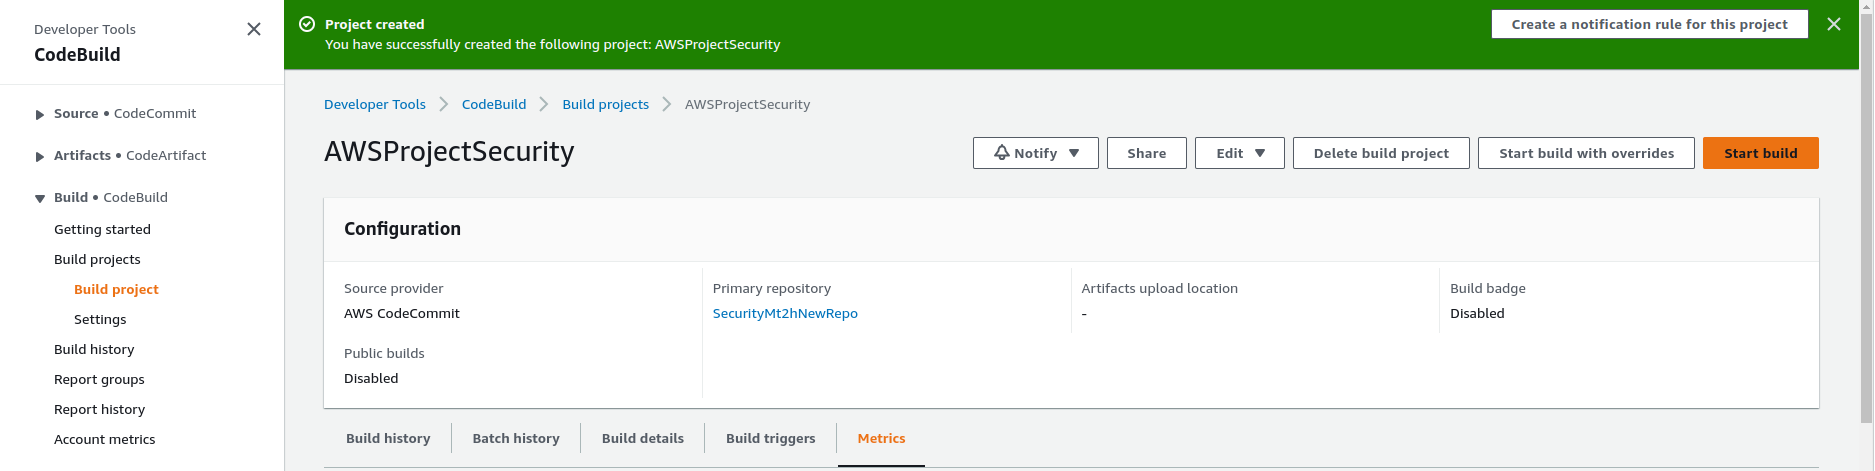 Developer Tools
CodeBuild
Source • CodeCommit
Artifacts • CodeArtifact
Build • CodeBuild
Getting started
Build projects
Build project
Settings
Build history
Report groups
Report history
Account metrics
Project created
You have successfully created the following project: AWSProjectSecurity
Create a notification rule for this project
Developer Tools > CodeBuild > Build projects > AWSProjectSecurity
AWSProjectSecurity
Notify Share Edit Delete build project Start build with overrides Start build
Configuration
Source provider
AWS CodeCommit
Primary repository
SecurityMt2hNewRepo
Artifacts upload location
-
Build badge
Disabled
Public builds
Disabled
Build history Batch history Build details Build triggers Metrics